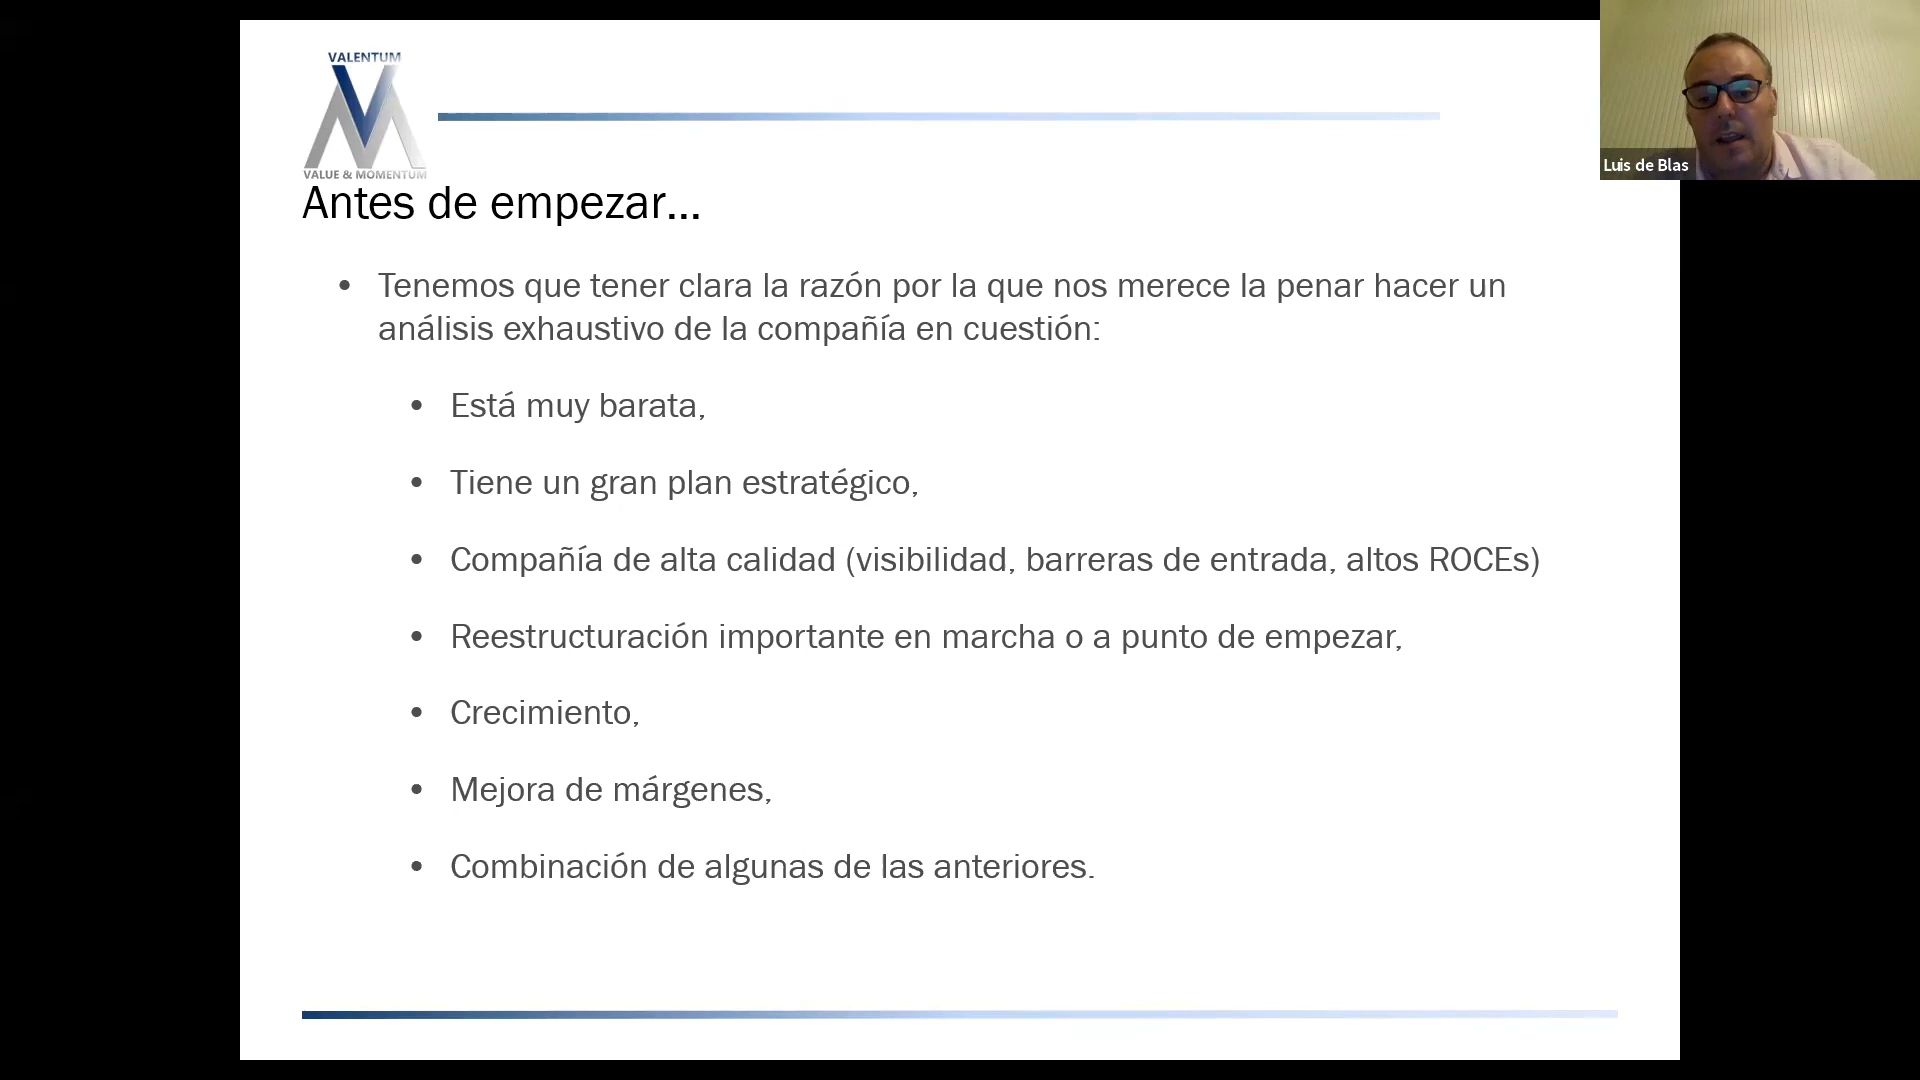 VALENTUM
VALUE & MOMENTUM
Luis de Blas
Antes de empezar...
• Tenemos que tener clara la razón por la que nos merece la penar hacer un
análisis exhaustivo de la compañía en cuestión:
• Está muy barata,
• Tiene un gran plan estratégico,
• Compañía de alta calidad (visibilidad, barreras de entrada, altos ROCEs)
• Reestructuración importante en marcha o a punto de empezar,
• Crecimiento,
• Mejora de márgenes,
• Combinación de algunas de las anteriores.